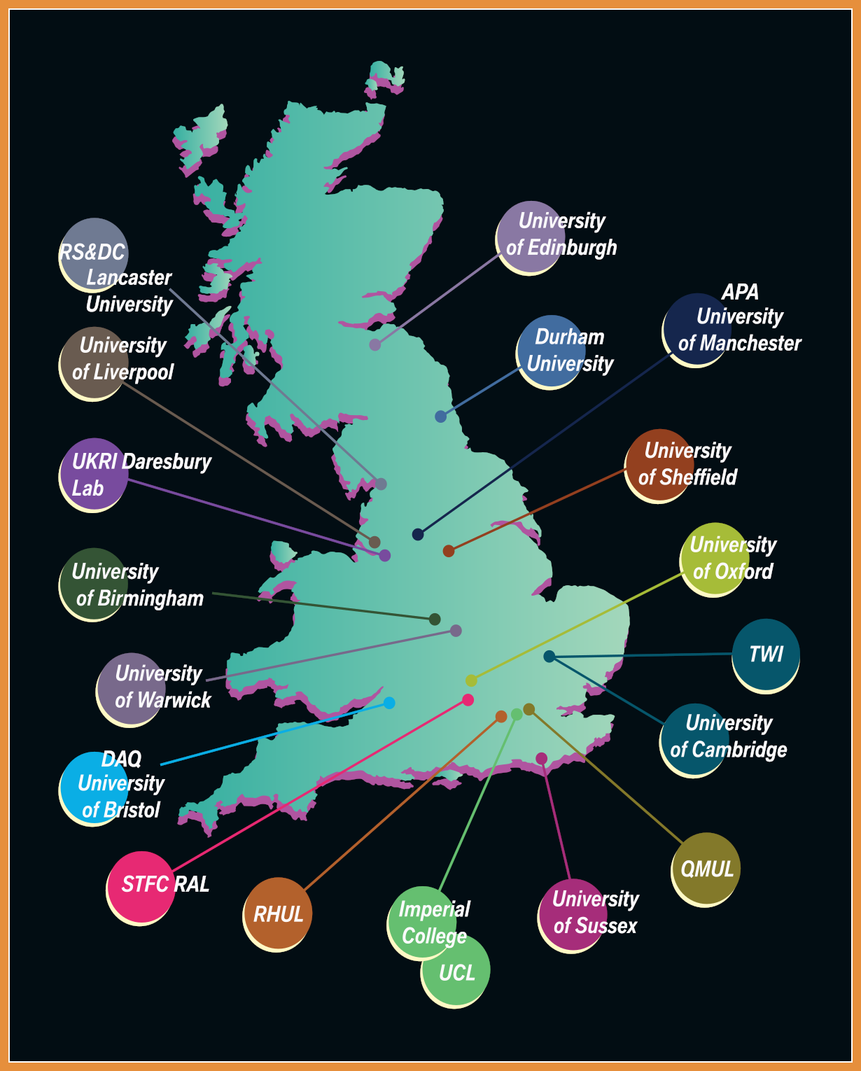 University
of Edinburgh
RS&DC
Lancaster
University
APA
University
of Manchester
Durham
University
University
of Liverpool
University
of Sheffield
UKRI Daresbury
Lab
University
of Oxford
University
of Birmingham
TWI
University
of Warwick
University
of Cambridge
DAQ
University
of Bristol
STFC RAL
QMUL
RHUL
Imperial
College
University
of Sussex
UCL